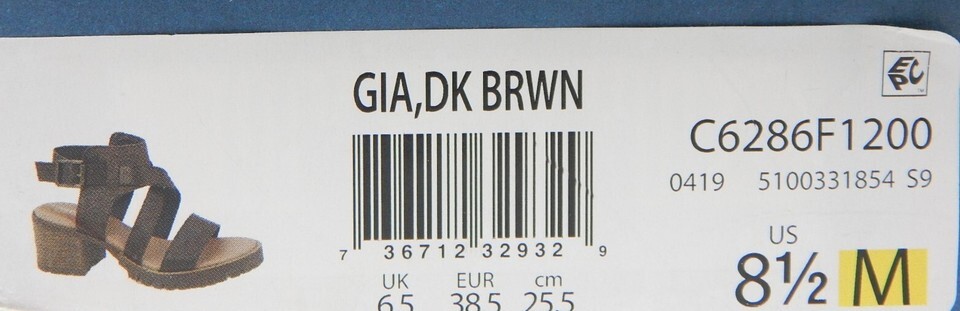 GIA,DK BRWN
EPC
C6286F1200
0419 5100331854 S9
7 36712 32932 9
US
8½ M
UK EUR cm
6.5 38.5 25.5